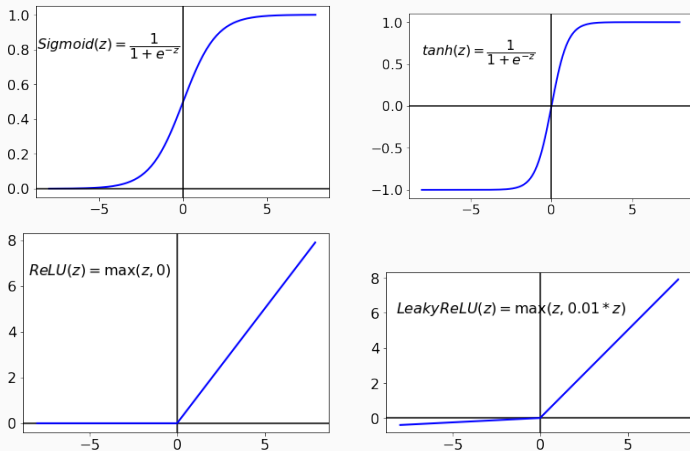 1.0
0.8
0.6
0.4
0.2
0.0
Sigmoid(z) = 1 / (1 + e^{-z})
−5 0 5
1.0
0.5
0.0
−0.5
−1.0
tanh(z) = 1 / (1 + e^{-z})
−5 0 5
8
6
4
2
0
ReLU(z) = max(z, 0)
−5 0 5
8
6
4
2
0
LeakyReLU(z) = max(z, 0.01 * z)
−5 0 5